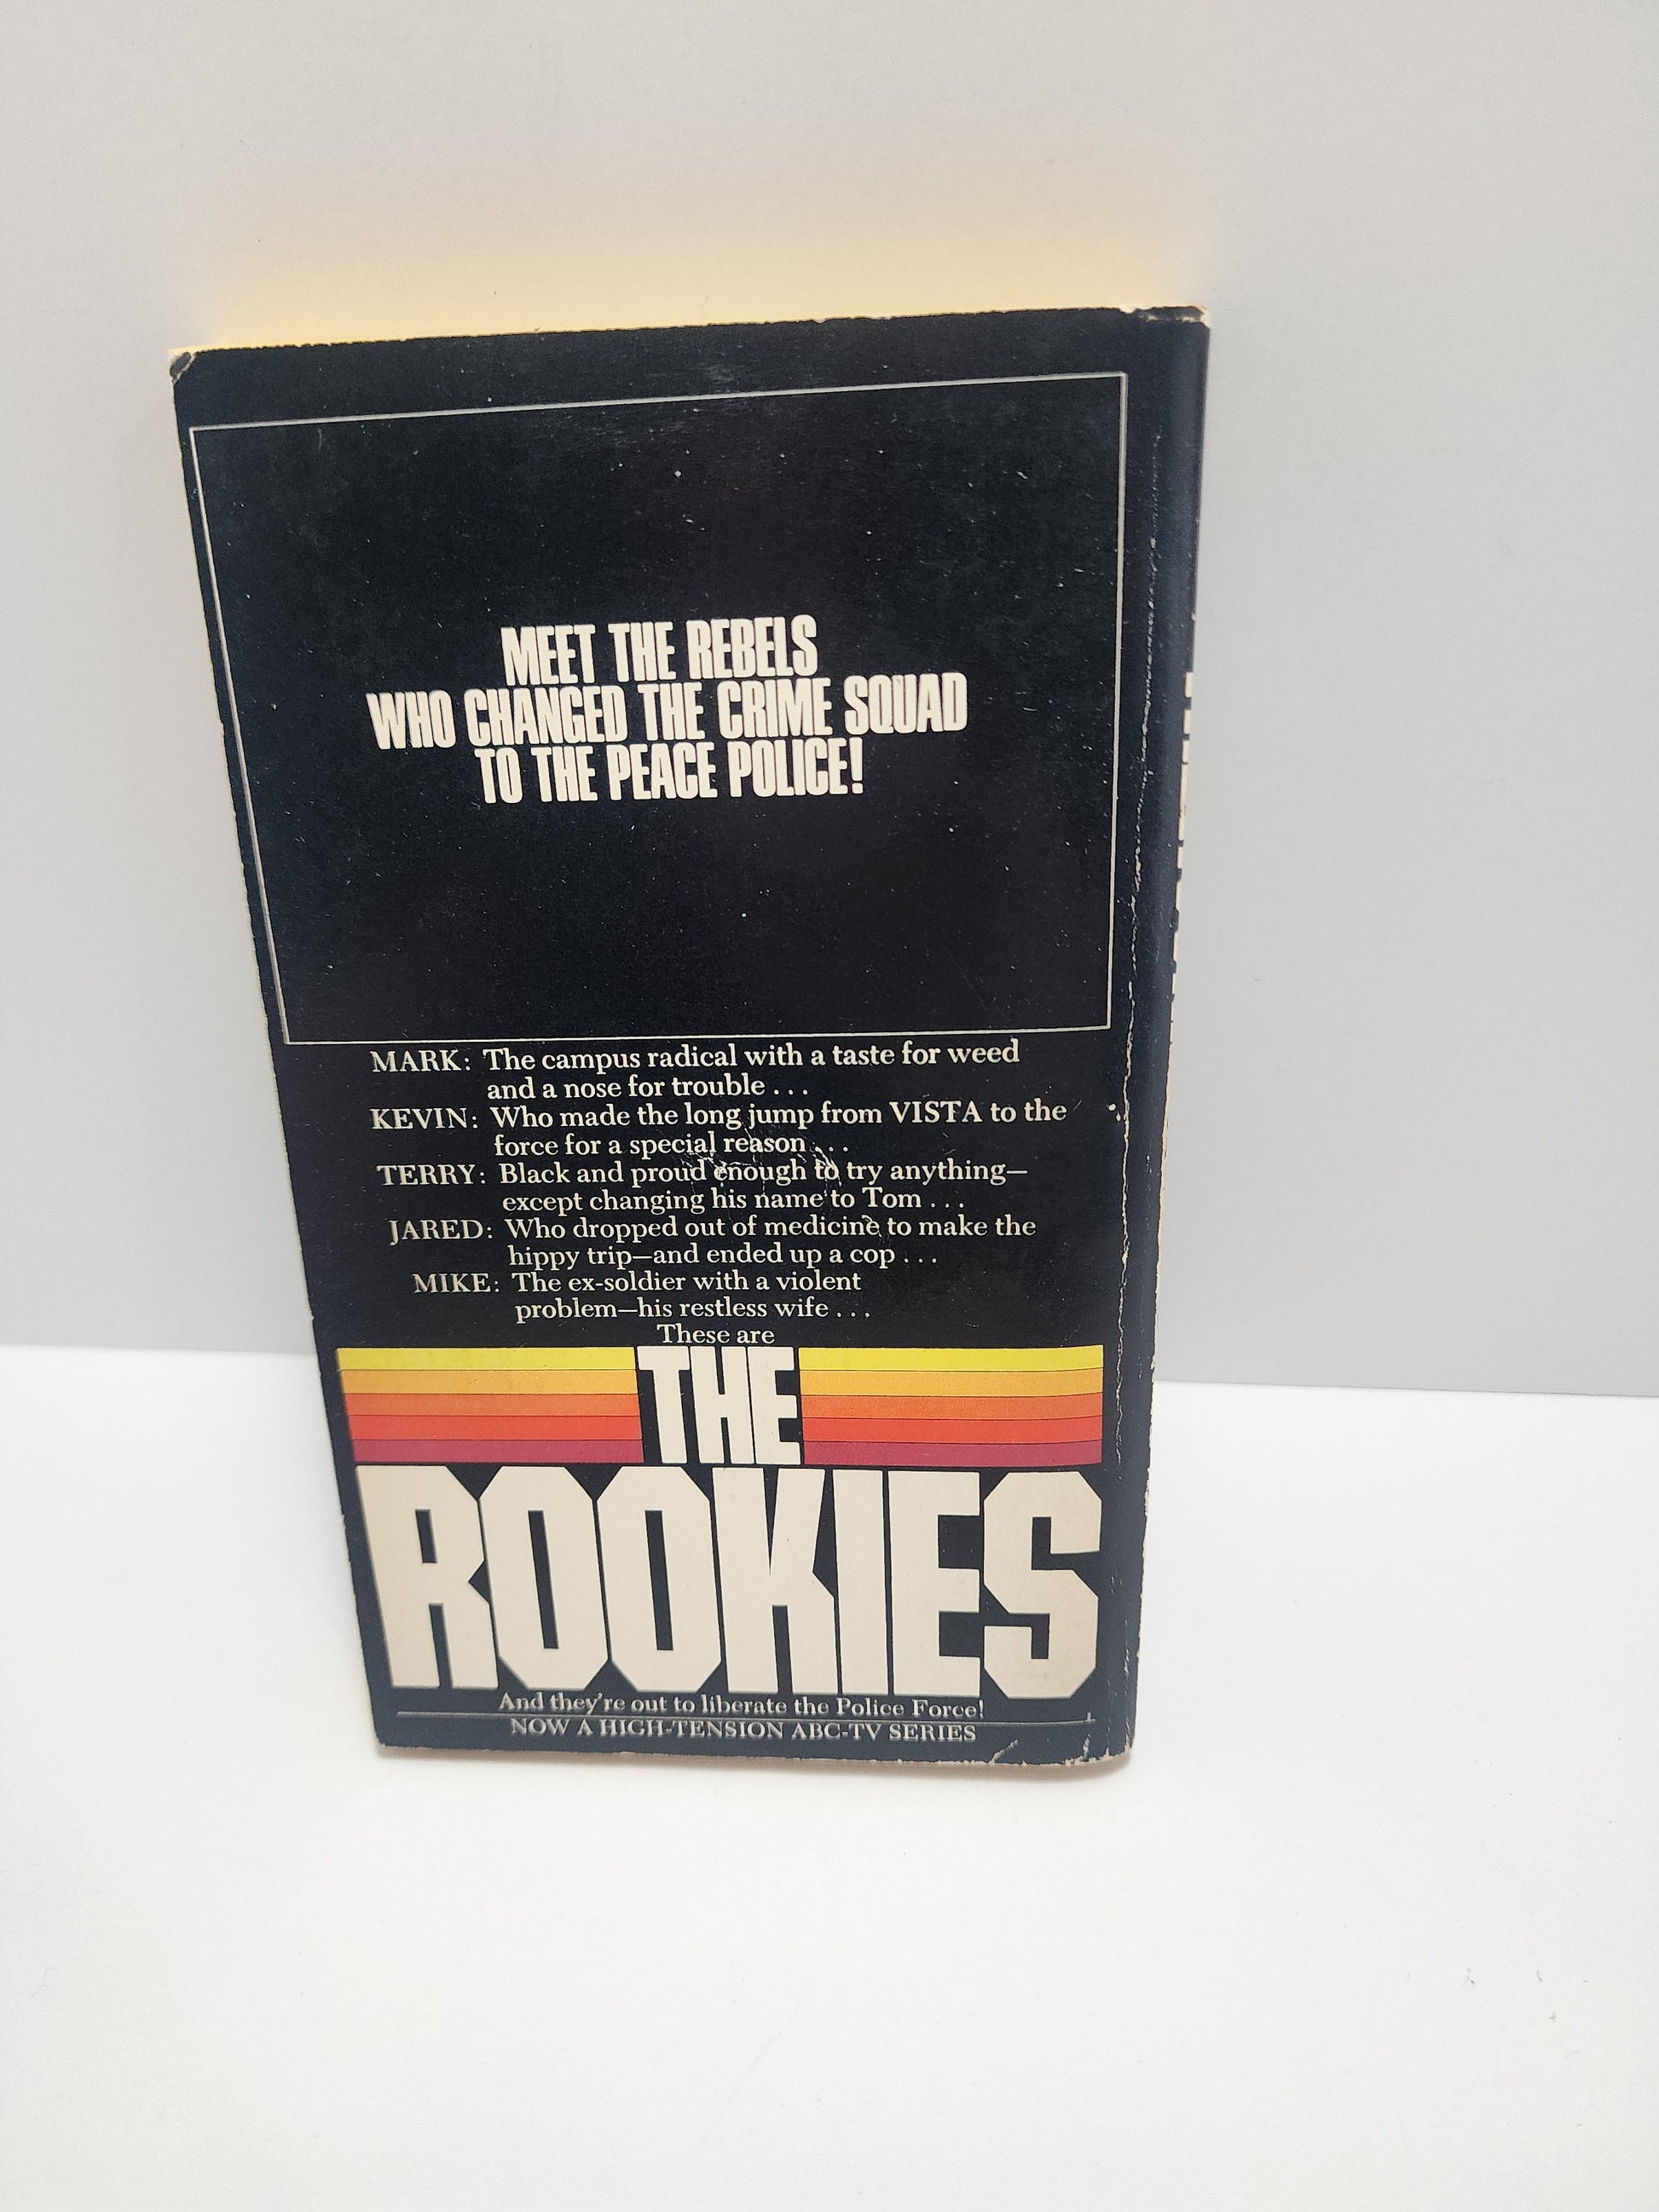 MEET THE REBELS
WHO CHANGED THE CRIME SQUAD
TO THE PEACE POLICE!
MARK: The campus radical with a taste for weed
and a nose for trouble . . .
KEVIN: Who made the long jump from VISTA to the
force for a special reason . . .
TERRY: Black and proud enough to try anything—
except changing his name to Tom . . .
JARED: Who dropped out of medicine to make the
hippy trip—and ended up a cop . . .
MIKE: The ex-soldier with a violent
problem—his restless wife . . .
These are
THE
ROOKIES
And they're out to liberate the Police Force!
NOW A HIGH-TENSION ABC-TV SERIES